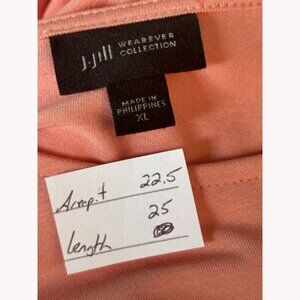 J.Jill WEAREVER
COLLECTION
MADE IN
PHILIPPINES
XL
Armpit 22.5
25
Length